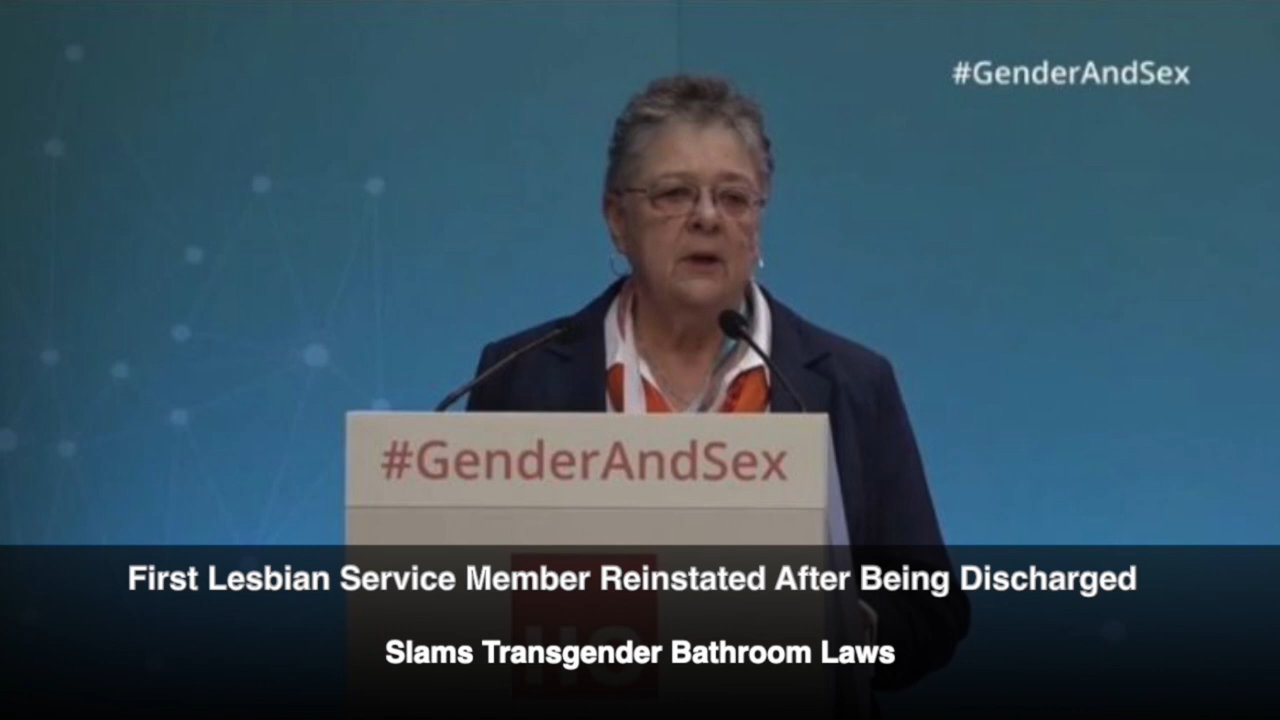 #GenderAndSex
#GenderAndSex
First Lesbian Service Member Reinstated After Being Discharged
Slams Transgender Bathroom Laws